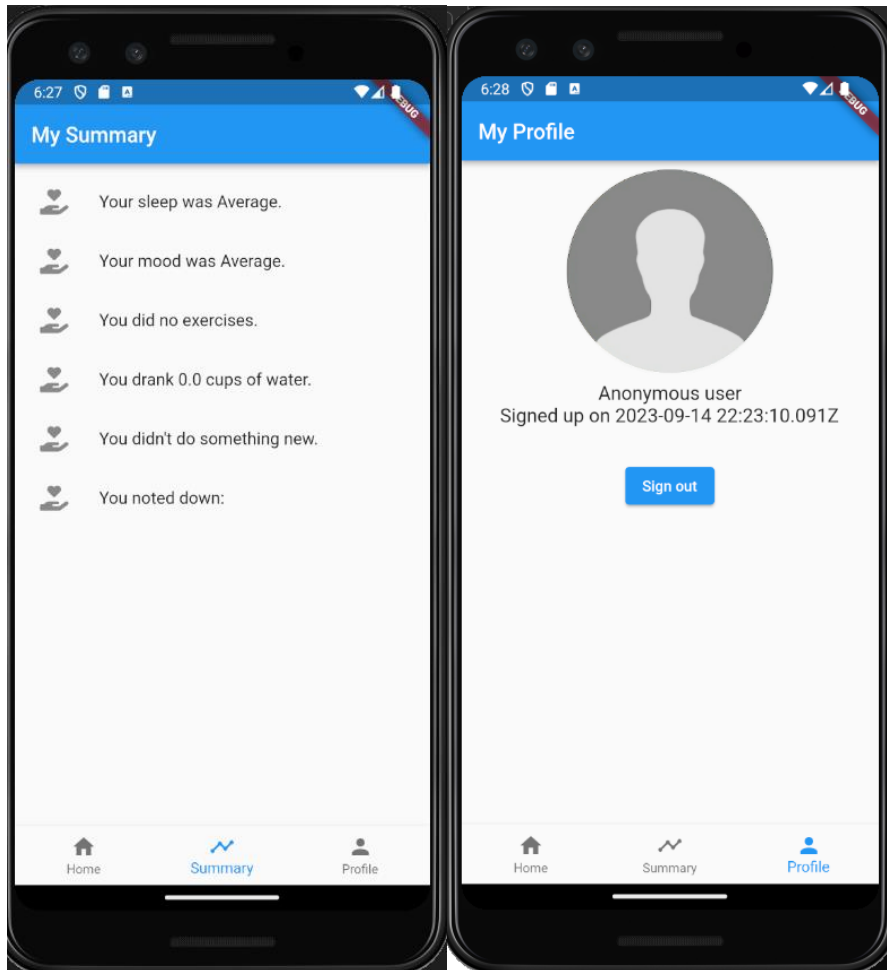 6:27
DEBUG
My Summary
Your sleep was Average.
Your mood was Average.
You did no exercises.
You drank 0.0 cups of water.
You didn't do something new.
You noted down:
Home
Summary
Profile
6:28
DEBUG
My Profile
Anonymous user
Signed up on 2023-09-14 22:23:10.091Z
Sign out
Home
Summary
Profile